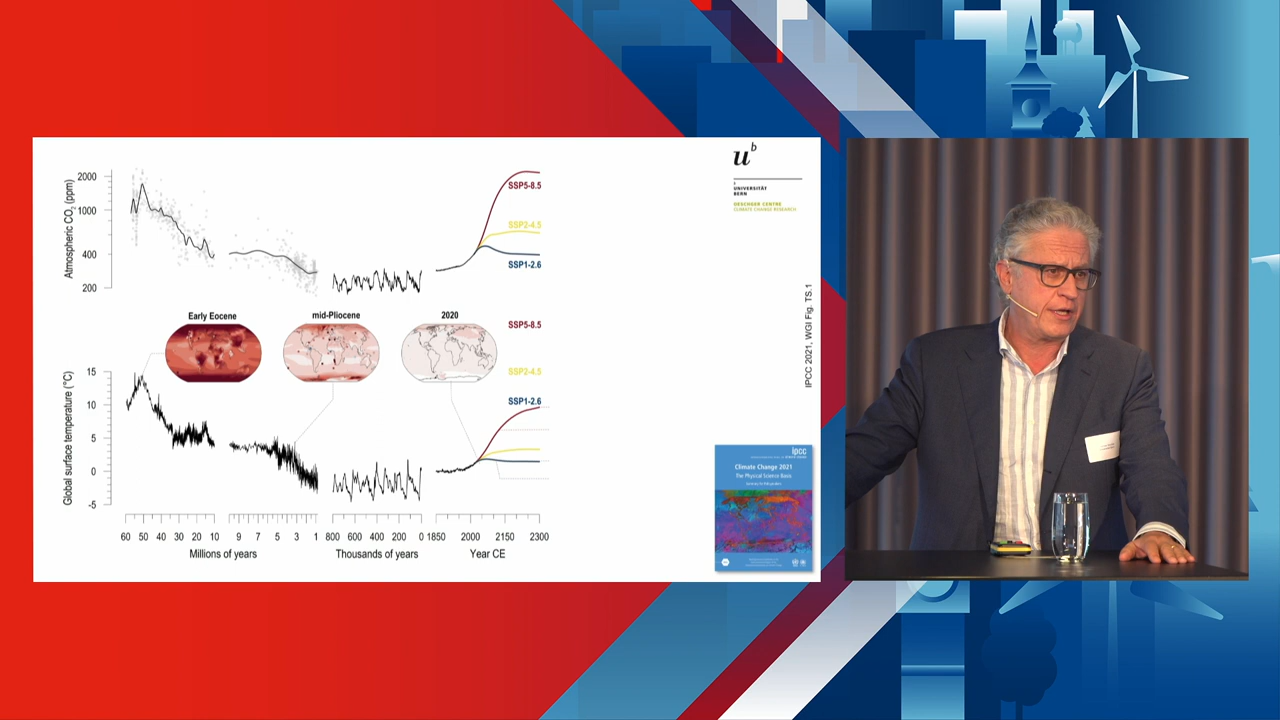 u^b
UNIVERSITÄT
BERN
OESCHGER CENTRE
CLIMATE CHANGE RESEARCH
Atmospheric CO₂ (ppm)
2000
1000
400
200
SSP5-8.5
SSP2-4.5
SSP1-2.6
Early Eocene
mid-Pliocene
2020
SSP5-8.5
SSP2-4.5
SSP1-2.6
Global surface temperature (°C)
15
10
5
0
-5
60 50 40 30 20 10 9 7 5 3 1 800 600 400 200 0 1850 2000 2150 2300
Millions of years Thousands of years Year CE
IPCC 2021, WGI Fig. TS.1
ipcc
Climate Change 2021
The Physical Science Basis